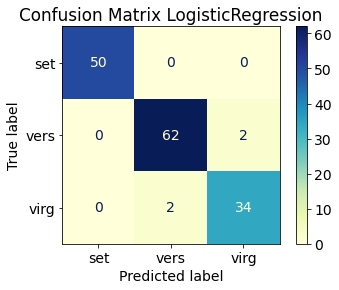 Confusion Matrix LogisticRegression
True label
set
vers
virg
50 0 0
0 62 2
0 2 34
set vers virg
Predicted label
60
50
40
30
20
10
0